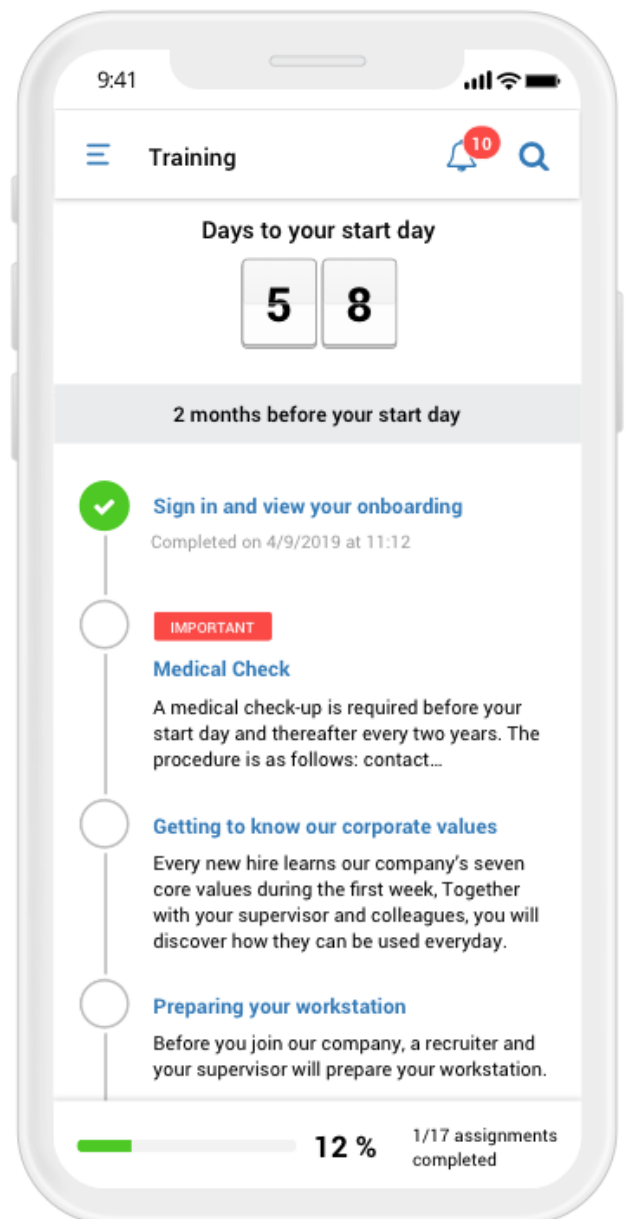 9:41
Training
10
Days to your start day
5 8
2 months before your start day
Sign in and view your onboarding
Completed on 4/9/2019 at 11:12
IMPORTANT
Medical Check
A medical check-up is required before your
start day and thereafter every two years. The
procedure is as follows: contact...
Getting to know our corporate values
Every new hire learns our company's seven
core values during the first week, Together
with your supervisor and colleagues, you will
discover how they can be used everyday.
Preparing your workstation
Before you join our company, a recruiter and
your supervisor will prepare your workstation.
12 %
1/17 assignments
completed